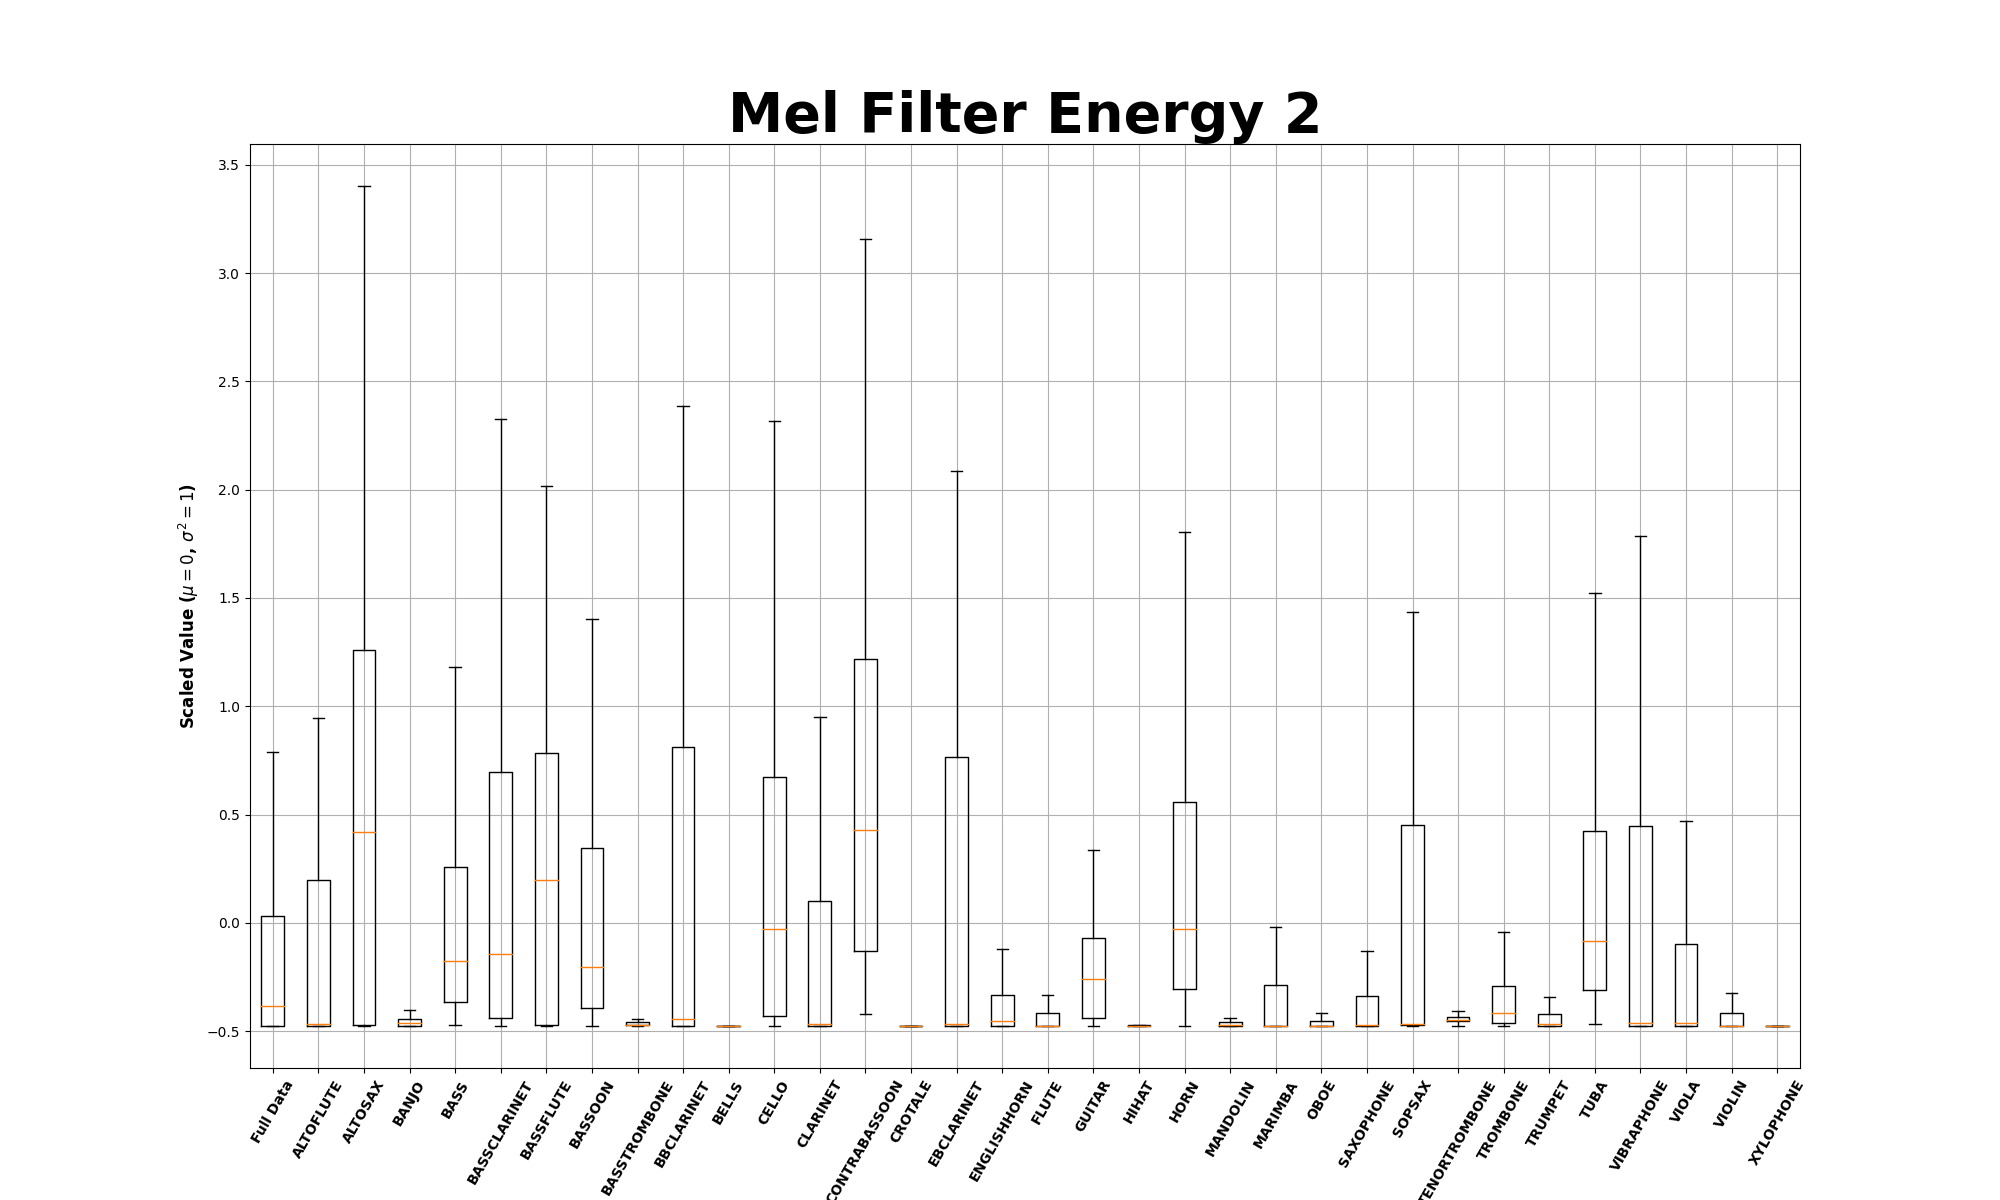 Mel Filter Energy 2
Scaled Value (μ = 0, σ² = 1)
3.5
3.0
2.5
2.0
1.5
1.0
0.5
0.0
−0.5
Full Data
ALTOFLUTE
ALTOSAX
BANJO
BASS
BASSCLARINET
BASSFLUTE
BASSOON
BASSTROMBONE
BBCLARINET
BELLS
CELLO
CLARINET
CONTRABASSOON
CROTALE
EBCLARINET
ENGLISHHORN
FLUTE
GUITAR
HIHAT
HORN
MANDOLIN
MARIMBA
OBOE
SAXOPHONE
SOPSAX
TENORTROMBONE
TROMBONE
TRUMPET
TUBA
VIBRAPHONE
VIOLA
VIOLIN
XYLOPHONE